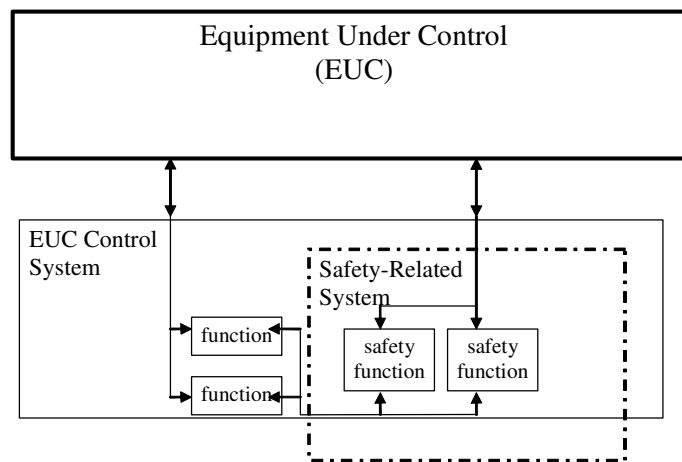 Equipment Under Control
(EUC)
EUC Control
System
Safety-Related
System
function
safety
function
safety
function
function